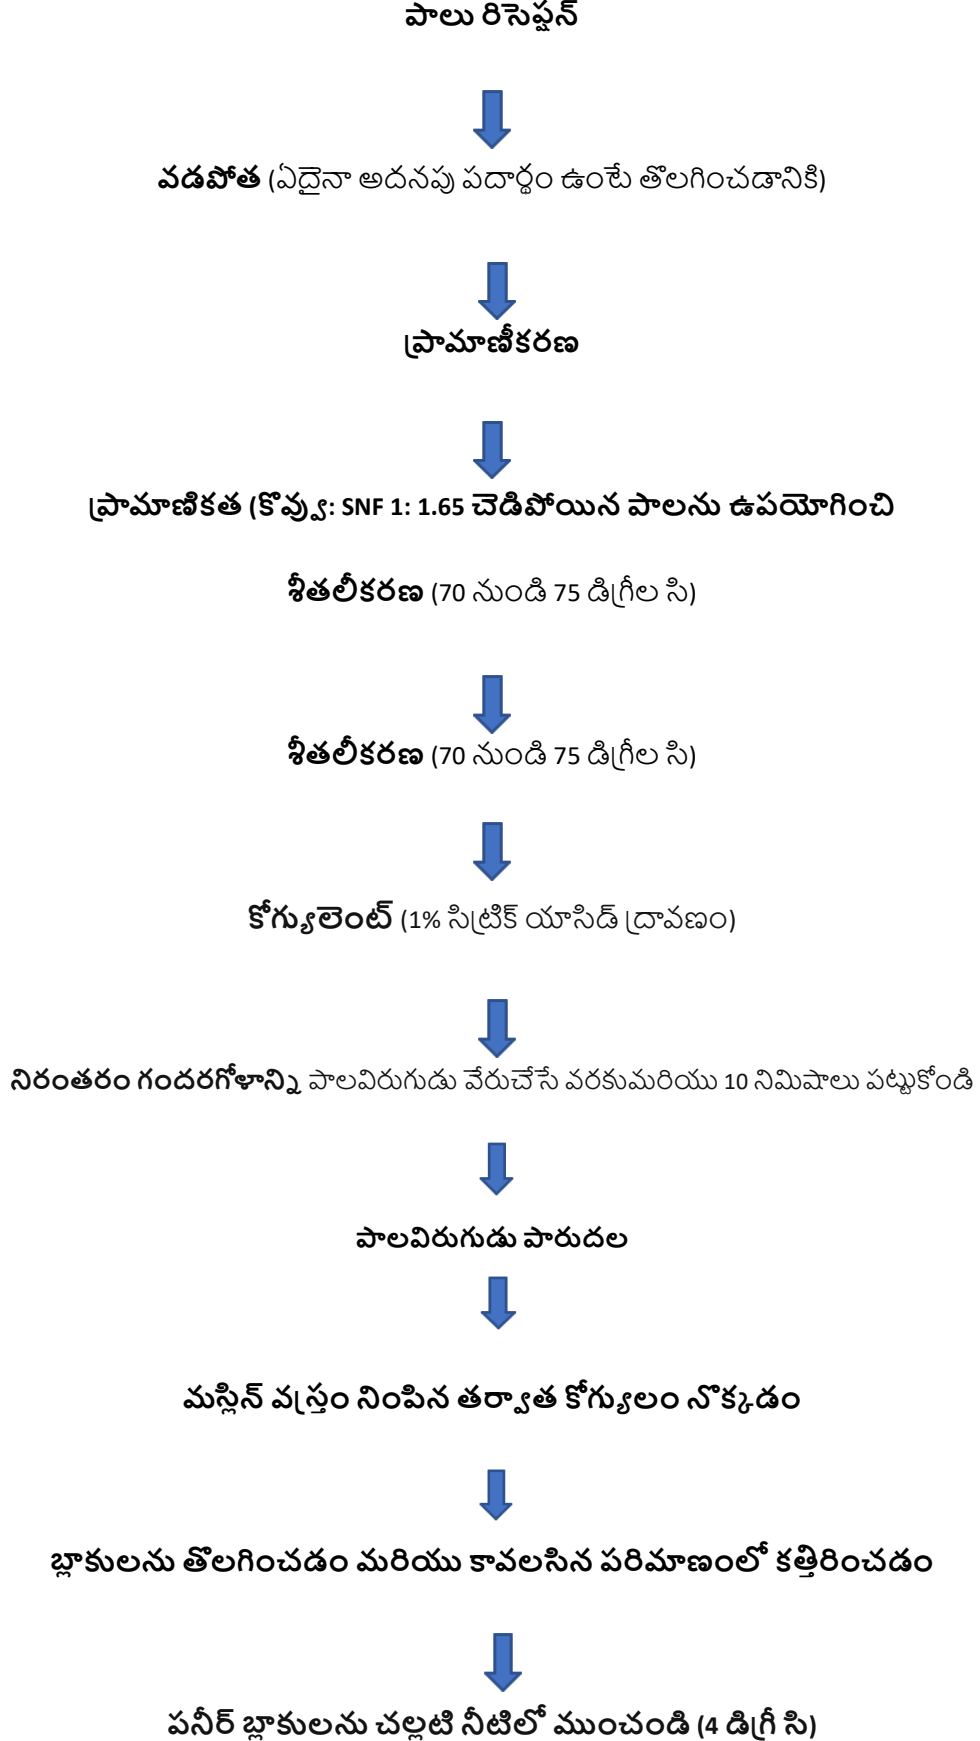 పాలు రిసెప్షన్
వడపోత (ఏదైనా అదనపు పదార్థం ఉంటే తొలగించడానికి)
ప్రామాణీకరణ
ప్రామాణికత (కొవ్వు: SNF 1: 1.65 చెడిపోయిన పాలను ఉపయోగించి
శీతలీకరణ (70 నుండి 75 డిగ్రీల సి)
శీతలీకరణ (70 నుండి 75 డిగ్రీల సి)
కోగ్యులెంట్ (1% సిట్రిక్ యాసిడ్ ద్రావణం)
నిరంతరం గందరగోళాన్ని పాలవిరుగుడు వేరుచేసే వరకుమరియు 10 నిమిషాలు పట్టుకోండి
పాలవిరుగుడు పారుదల
మస్లిన్ వస్త్రం నింపిన తర్వాత కోగ్యులం నొక్కడం
బ్లాకులను తొలగించడం మరియు కావలసిన పరిమాణంలో కత్తిరించడం
పనీర్ బ్లాకులను చల్లటి నీటిలో ముంచండి (4 డిగ్రీ సి)